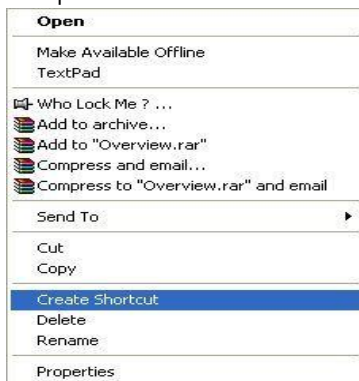 Open
Make Available Offline
TextPad
Who Lock Me ? ...
Add to archive...
Add to "Overview.rar"
Compress and email...
Compress to "Overview.rar" and email
Send To
Cut
Copy
Create Shortcut
Delete
Rename
Properties